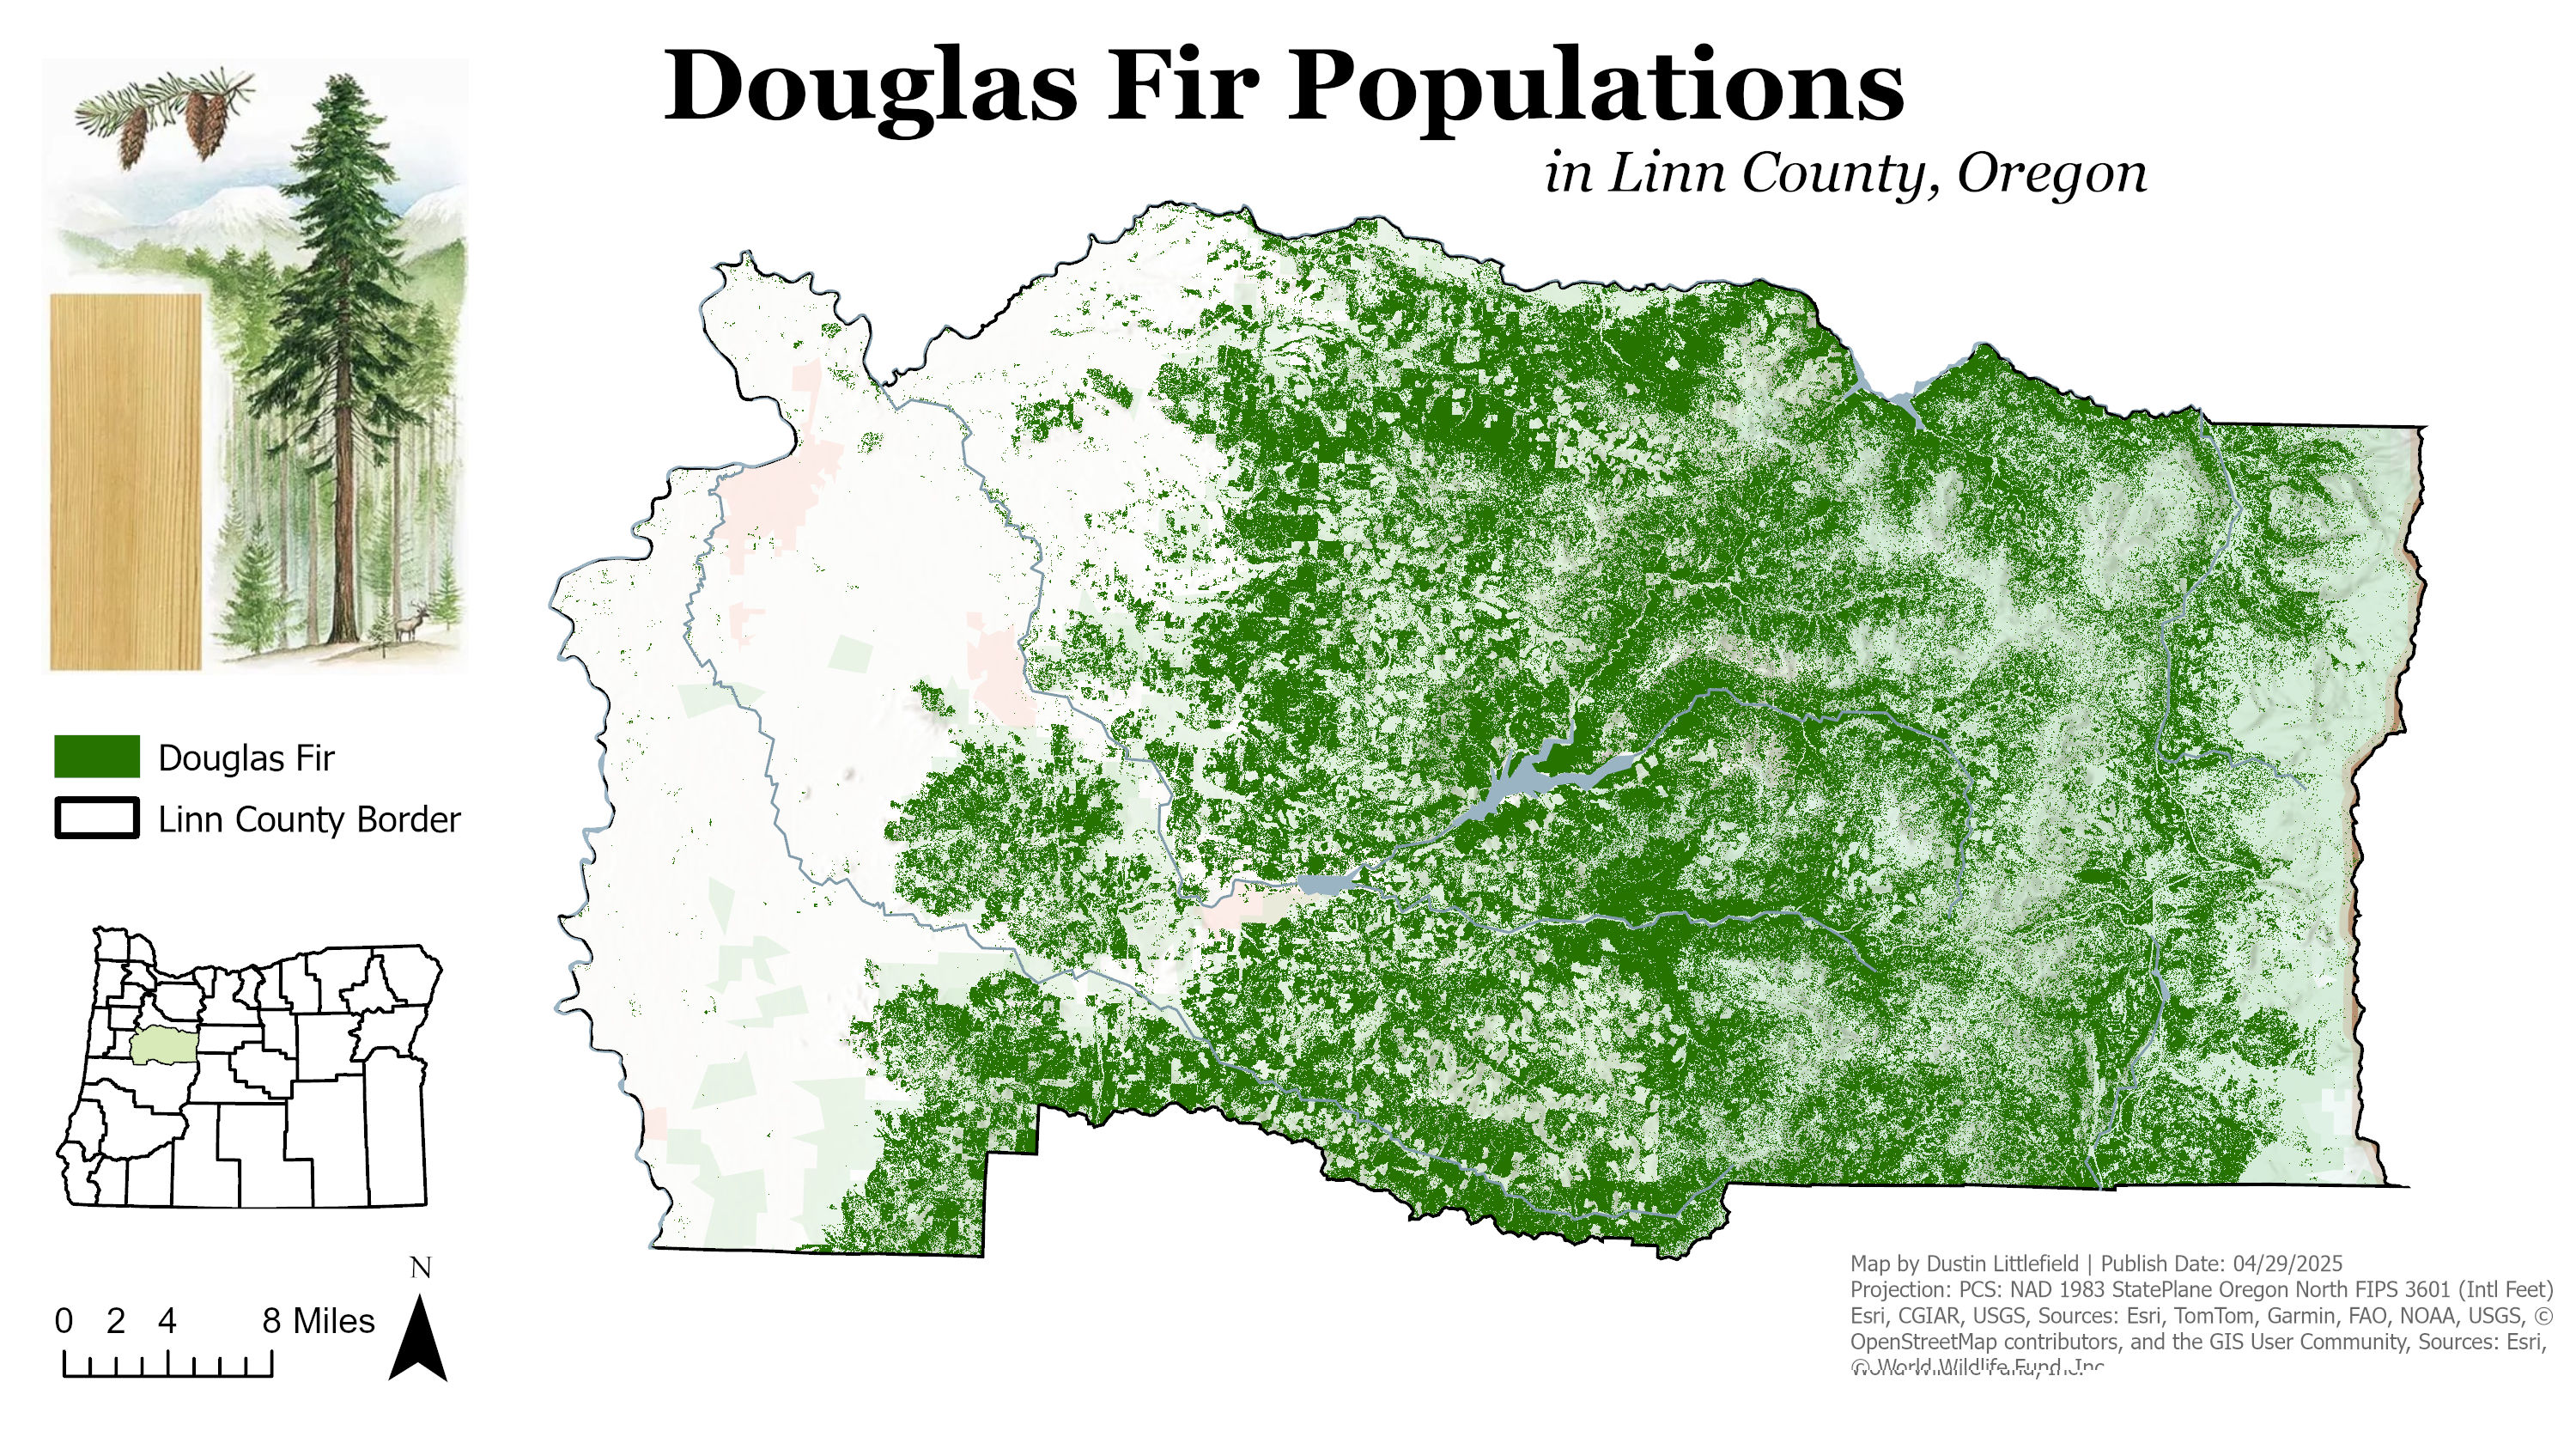 Douglas Fir Populations
in Linn County, Oregon
Douglas Fir
Linn County Border
N
0 2 4 8 Miles
Map by Dustin Littlefield | Publish Date: 04/29/2025
Projection: PCS: NAD 1983 StatePlane Oregon North FIPS 3601 (Intl Feet)
Esri, CGIAR, USGS, Sources: Esri, TomTom, Garmin, FAO, NOAA, USGS, ©
OpenStreetMap contributors, and the GIS User Community, Sources: Esri,
© World Wildlife Fund, Inc.